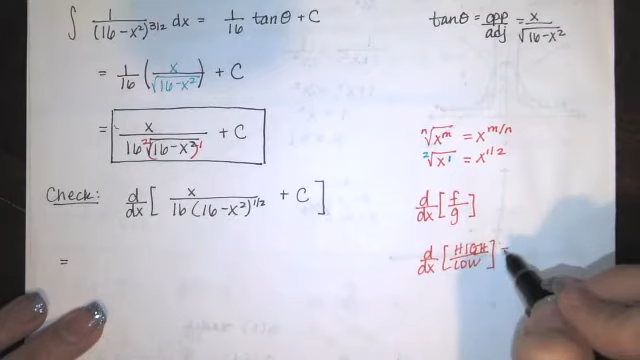 ∫ 1/(16-x²)^3/2 dx = 1/16 tanθ + C
tanθ = opp/adj = x/√(16-x²)
= 1/16 (x/√(16-x²)) + C
= x/(16 ²√(16-x²)¹) + C
ⁿ√(x^m) = x^m/n
²√(x¹) = x^1/2
Check: d/dx [x/(16(16-x²)^1/2) + C]
d/dx [f/g]
=
d/dx [HIGH/LOW] =